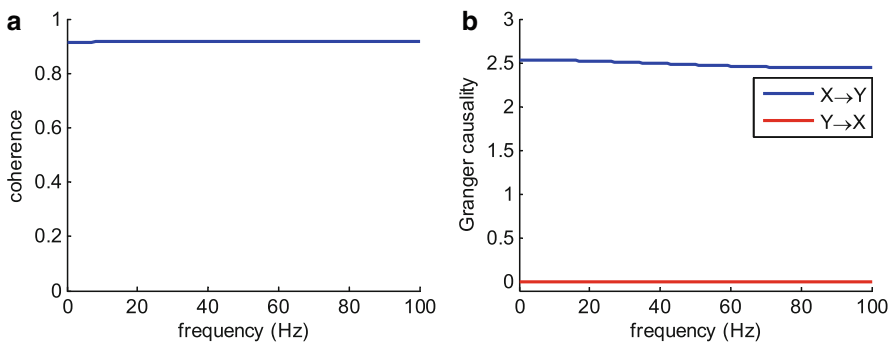 a
1
0.8
0.6
0.4
0.2
0
coherence
0 20 40 60 80 100
frequency (Hz)
b
3
2.5
2
1.5
1
0.5
0
Granger causality
X→Y
Y→X
0 20 40 60 80 100
frequency (Hz)